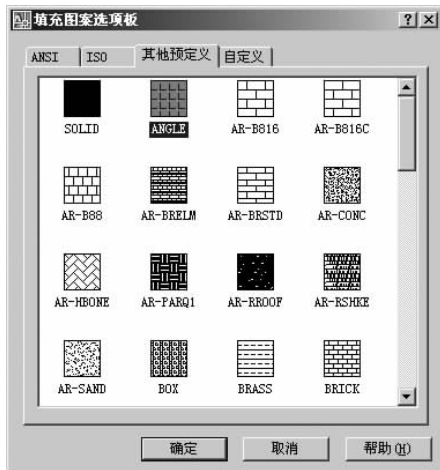 填充图案选项板
ANSI ISO 其他预定义 自定义
SOLID ANGLE AR-B816 AR-B816C
AR-B88 AR-BRELM AR-BRSTD AR-CONC
AR-HBONE AR-PARQ1 AR-RROOF AR-RSHKE
AR-SAND BOX BRASS BRICK
确定 取消 帮助(H)